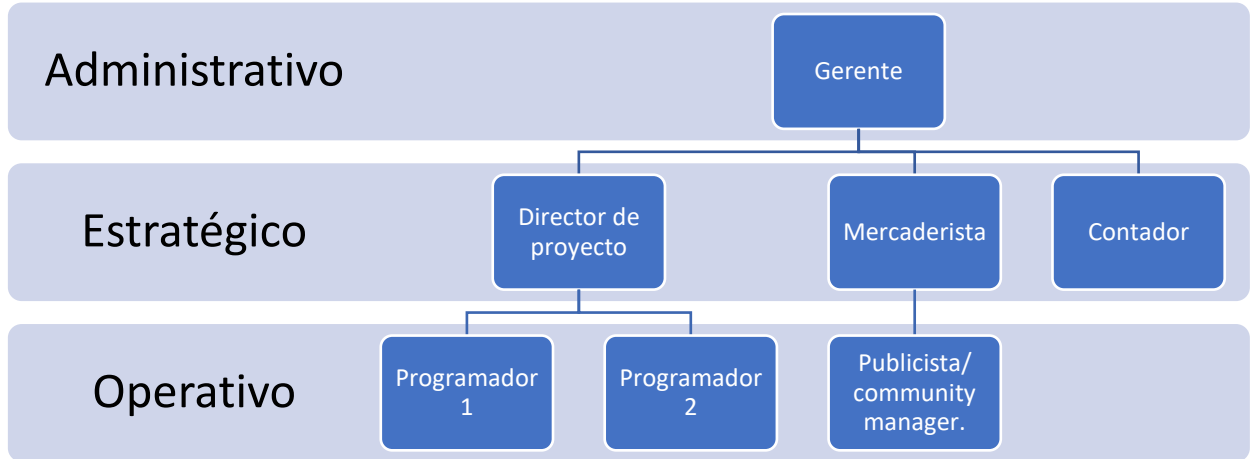 Administrativo
Gerente
Estratégico
Director de
proyecto
Mercaderista
Contador
Operativo
Programador
1
Programador
2
Publicista/
community
manager.